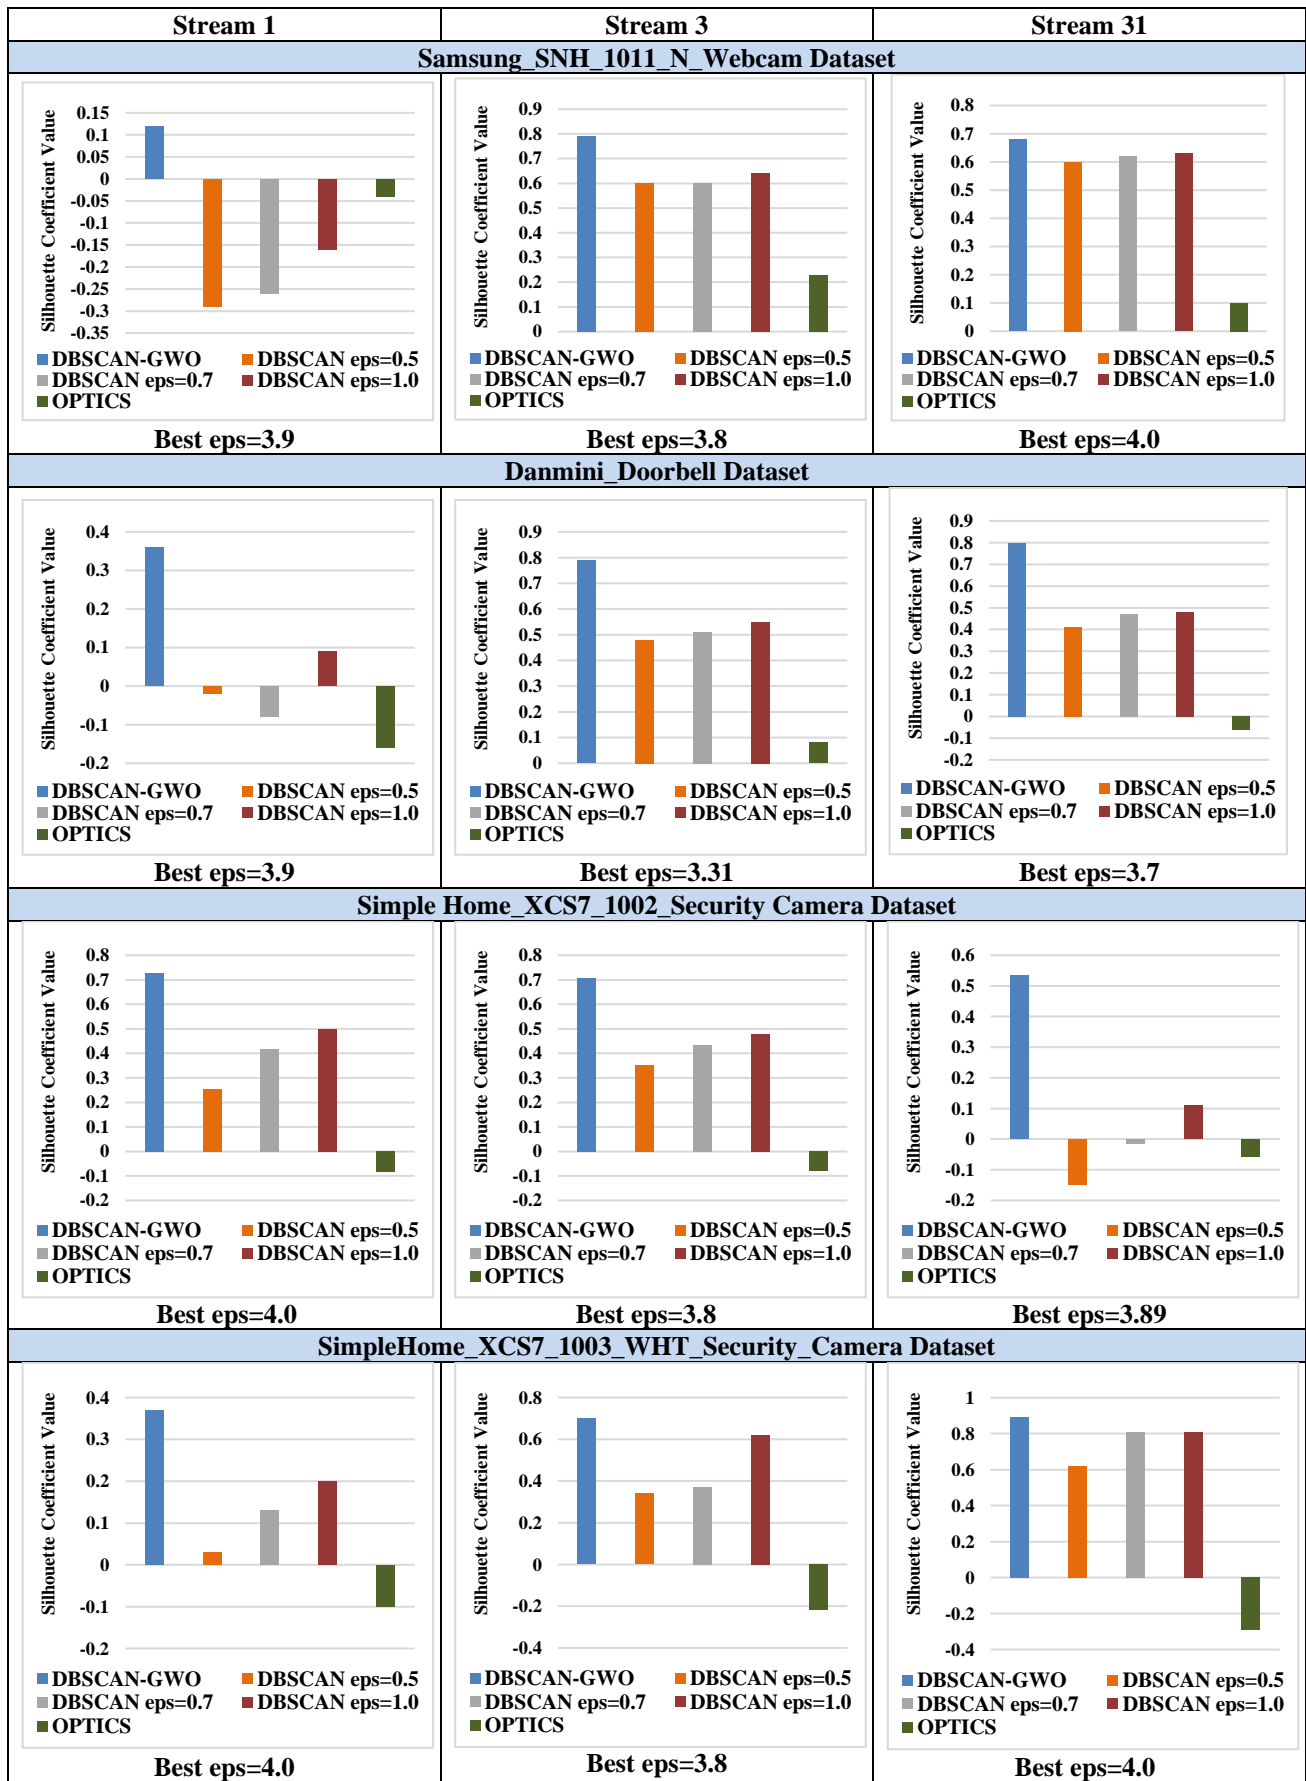 Stream 1
Stream 3
Stream 31
Samsung_SNH_1011_N_Webcam Dataset
Silhouette Coefficient Value
0.15
0.1
0.05
0
-0.05
-0.1
-0.15
-0.2
-0.25
-0.3
-0.35
DBSCAN-GWO DBSCAN eps=0.5
DBSCAN eps=0.7 DBSCAN eps=1.0
OPTICS
Best eps=3.9
Silhouette Coefficient Value
0.9
0.8
0.7
0.6
0.5
0.4
0.3
0.2
0.1
0
DBSCAN-GWO DBSCAN eps=0.5
DBSCAN eps=0.7 DBSCAN eps=1.0
OPTICS
Best eps=3.8
Silhouette Coefficient Value
0.8
0.7
0.6
0.5
0.4
0.3
0.2
0.1
0
DBSCAN-GWO DBSCAN eps=0.5
DBSCAN eps=0.7 DBSCAN eps=1.0
OPTICS
Best eps=4.0
Danmini_Doorbell Dataset
Silhouette Coefficient Value
0.4
0.3
0.2
0.1
0
-0.1
-0.2
DBSCAN-GWO DBSCAN eps=0.5
DBSCAN eps=0.7 DBSCAN eps=1.0
OPTICS
Best eps=3.9
Silhouette Coefficient Value
0.9
0.8
0.7
0.6
0.5
0.4
0.3
0.2
0.1
0
DBSCAN-GWO DBSCAN eps=0.5
DBSCAN eps=0.7 DBSCAN eps=1.0
OPTICS
Best eps=3.31
Silhouette Coefficient Value
0.9
0.8
0.7
0.6
0.5
0.4
0.3
0.2
0.1
0
-0.1
-0.2
DBSCAN-GWO DBSCAN eps=0.5
DBSCAN eps=0.7 DBSCAN eps=1.0
OPTICS
Best eps=3.7
Simple Home_XCS7_1002_Security Camera Dataset
Silhouette Coefficient Value
0.8
0.7
0.6
0.5
0.4
0.3
0.2
0.1
0
-0.1
-0.2
DBSCAN-GWO DBSCAN eps=0.5
DBSCAN eps=0.7 DBSCAN eps=1.0
OPTICS
Best eps=4.0
Silhouette Coefficient Value
0.8
0.7
0.6
0.5
0.4
0.3
0.2
0.1
0
-0.1
-0.2
DBSCAN-GWO DBSCAN eps=0.5
DBSCAN eps=0.7 DBSCAN eps=1.0
OPTICS
Best eps=3.8
Silhouette Coefficient Value
0.6
0.5
0.4
0.3
0.2
0.1
0
-0.1
-0.2
DBSCAN-GWO DBSCAN eps=0.5
DBSCAN eps=0.7 DBSCAN eps=1.0
OPTICS
Best eps=3.89
SimpleHome_XCS7_1003_WHT_Security_Camera Dataset
Silhouette Coefficient Value
0.4
0.3
0.2
0.1
0
-0.1
-0.2
DBSCAN-GWO DBSCAN eps=0.5
DBSCAN eps=0.7 DBSCAN eps=1.0
OPTICS
Best eps=4.0
Silhouette Coefficient Value
0.8
0.6
0.4
0.2
0
-0.2
-0.4
DBSCAN-GWO DBSCAN eps=0.5
DBSCAN eps=0.7 DBSCAN eps=1.0
OPTICS
Best eps=3.8
Silhouette Coefficient Value
1
0.8
0.6
0.4
0.2
0
-0.2
-0.4
DBSCAN-GWO DBSCAN eps=0.5
DBSCAN eps=0.7 DBSCAN eps=1.0
OPTICS
Best eps=4.0